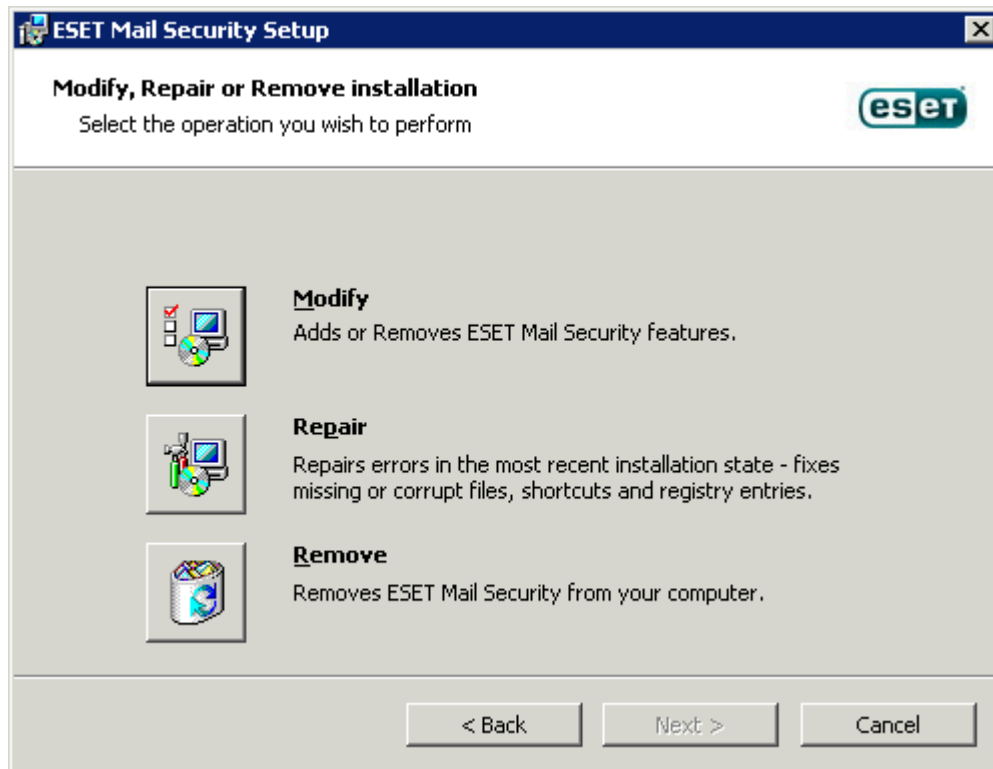 ESET Mail Security Setup
Modify, Repair or Remove installation
Select the operation you wish to perform
eseT
Modify
Adds or Removes ESET Mail Security features.
Repair
Repairs errors in the most recent installation state - fixes
missing or corrupt files, shortcuts and registry entries.
Remove
Removes ESET Mail Security from your computer.
< Back
Next >
Cancel